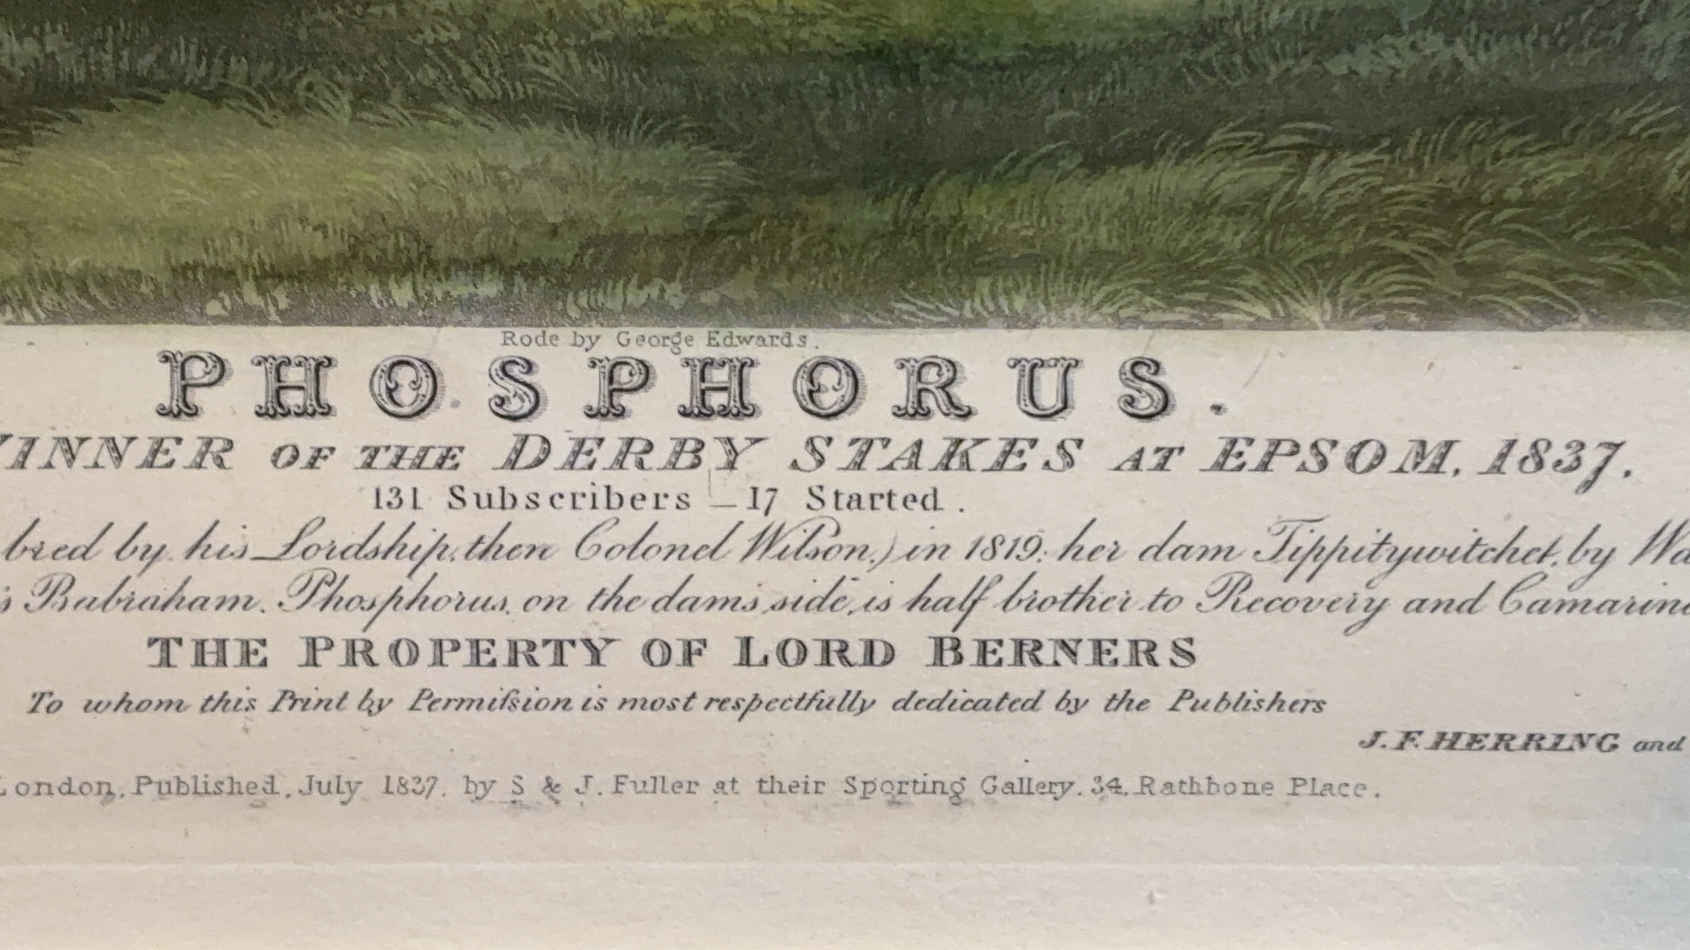 Rode by George Edwards.
PHOSPHORUS.
WINNER OF THE DERBY STAKES AT EPSOM, 1837.
131 Subscribers — 17 Started.
bred by his Lordship, then Colonel Wilson,) in 1819: her dam Tippitywitchet, by
Babraham. Phosphorus, on the dams side, is half brother to Recovery and
THE PROPERTY OF LORD BERNERS
To whom this Print by Permiſsion is most respectfully dedicated by the Publishers
J. F. HERRING and
London, Published, July 1837, by S & J. Fuller at their Sporting Gallery, 34, Rathbone Place.